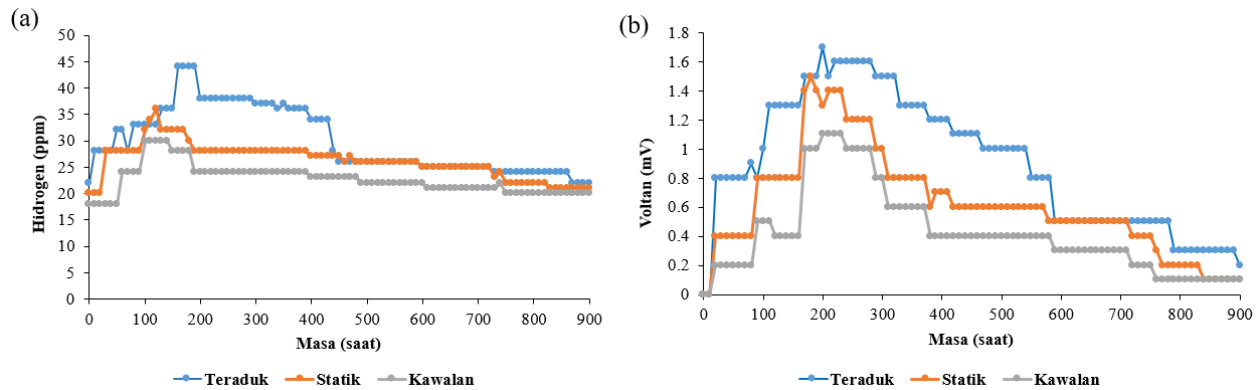 (a)
50
45
40
35
30
25
20
15
10
5
0
Hidrogen (ppm)
0 100 200 300 400 500 600 700 800 900
Masa (saat)
Teraduk Statik Kawalan
(b)
1.8
1.6
1.4
1.2
1
0.8
0.6
0.4
0.2
0
Voltan (mV)
0 100 200 300 400 500 600 700 800 900
Masa (saat)
Teraduk Statik Kawalan